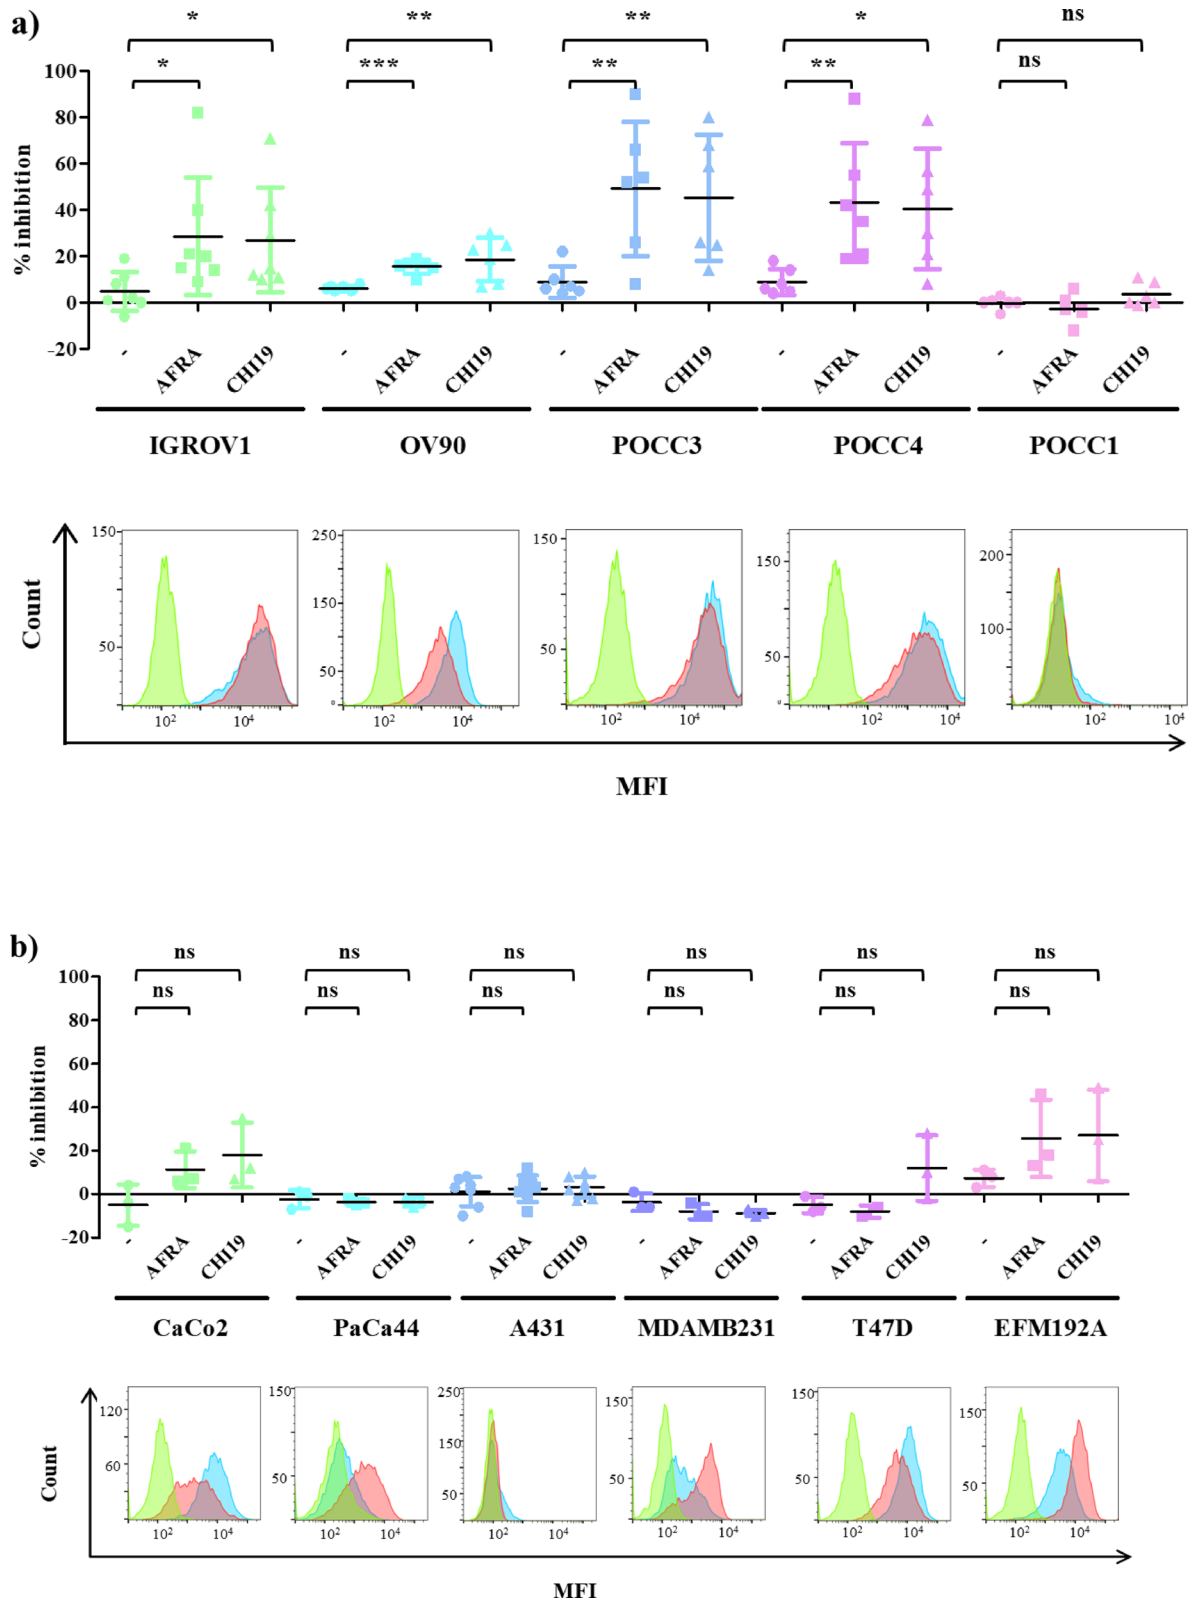 a)
* ** ** * ns
* *** ** ** ns
100
80
60
40
20
0
-20
% inhibition
- AFRA CHI19 - AFRA CHI19 - AFRA CHI19 - AFRA CHI19 - AFRA CHI19
IGROV1 OV90 POCC3 POCC4 POCC1
Count
150 50 10² 10⁴
250 150 50 0 10² 10⁴
150 50 10² 10⁴
150 50 0 10² 10⁴
200 100 10² 10⁴
MFI
b)
ns ns ns ns ns ns
ns ns ns ns ns ns
100
80
60
40
20
0
-20
% inhibition
- AFRA CHI19 - AFRA CHI19 - AFRA CHI19 - AFRA CHI19 - AFRA CHI19 - AFRA CHI19
CaCo2 PaCa44 A431 MDAMB231 T47D EFM192A
Count
120 60 10² 10⁴
150 50 10² 10⁴
250 150 50 10² 10⁴
150 50 10² 10⁴
150 50 10² 10⁴
150 50 10² 10⁴
MFI